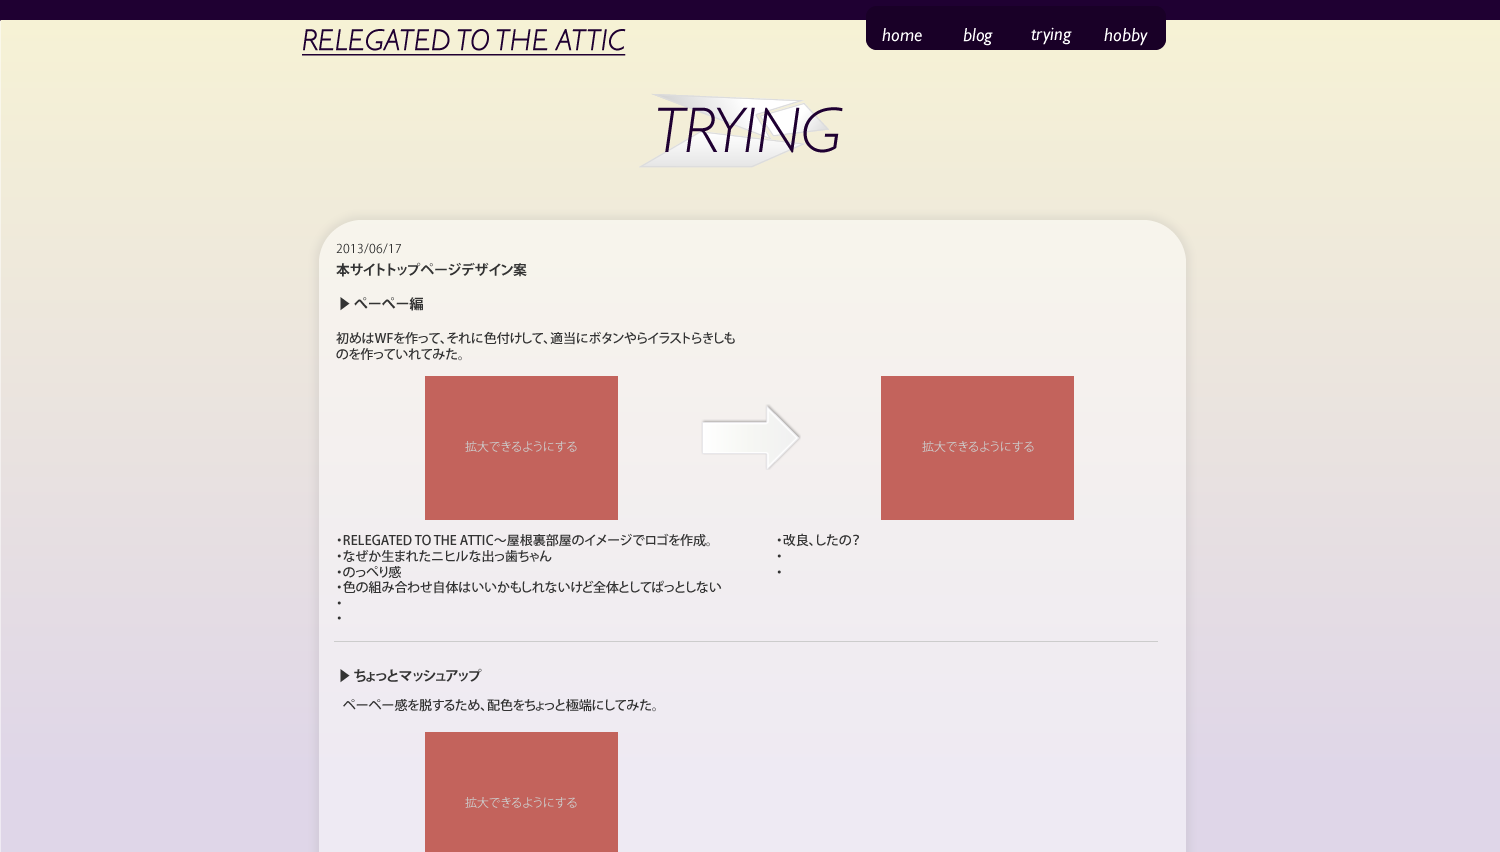 RELEGATED TO THE ATTIC
home blog trying hobby
TRYING
2013/06/17
本サイトトップページデザイン案
▶ペーペー編
初めはWFを作って、それに色付けして、適当にボタンやらイラストらきしも
のを作っていれてみた。
拡大できるようにする
拡大できるようにする
・RELEGATED TO THE ATTIC～屋根裏部屋のイメージでロゴを作成。
・なぜか生まれたニヒルな出っ歯ちゃん
・のっぺり感
・色の組み合わせ自体はいいかもしれないけど全体としてぱっとしない
・
・
・改良、したの？
・
・
▶ちょっとマッシュアップ
ペーペー感を脱するため、配色をちょっと極端にしてみた。
拡大できるようにする